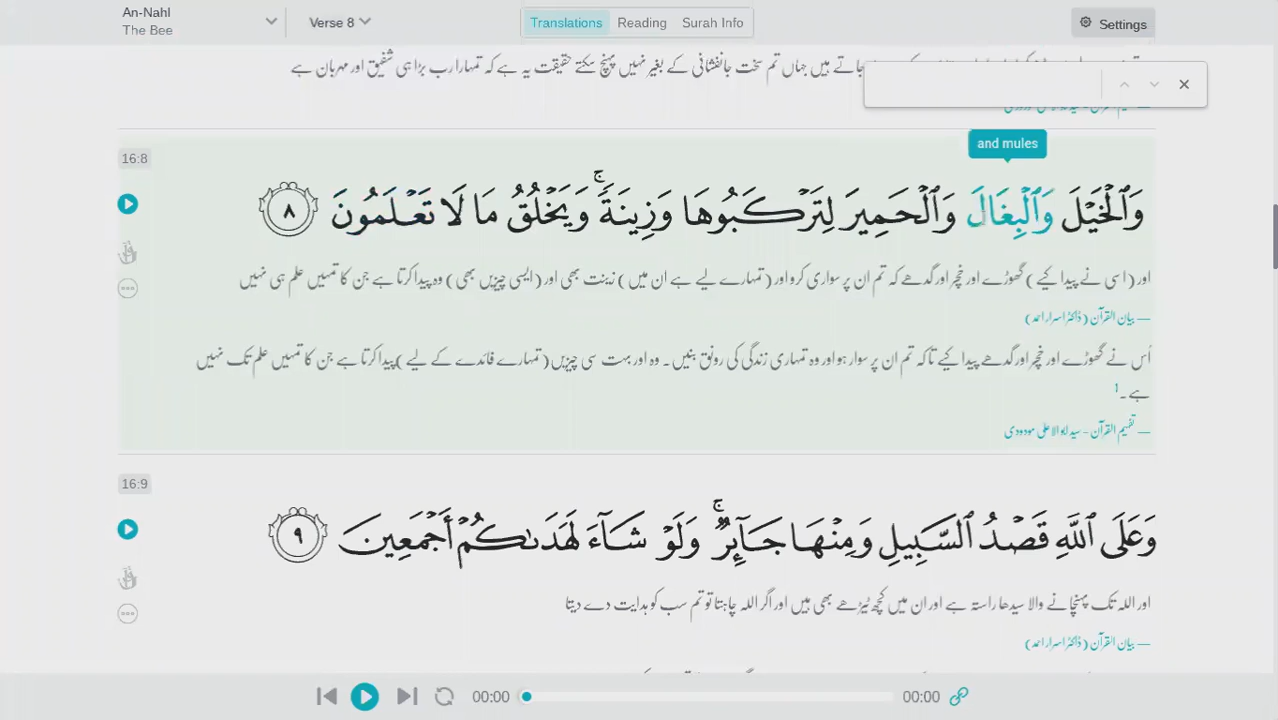 An-Nahl
The Bee
Verse 8
Translations
Reading
Surah Info
Settings
جاتے ہیں جہاں تم سخت جانفشانی کے بغیر نہیں پہنچ سکتے حقیقت یہ ہے کہ تمہارا رب بڑا ہی شفیق اور مہربان ہے
and mules
16:8
وَٱلْخَيْلَ وَٱلْبِغَالَ وَٱلْحَمِيرَ لِتَرْكَبُوهَا وَزِينَةًۚ وَيَخْلُقُ مَا لَا تَعْلَمُونَ ٨
اور (اسی نے پیدا کیے) گھوڑے اور خچر اور گدھے کہ تم ان پر سواری کرو اور (تمہارے لیے ہے ان میں) زینت بھی اور (ایسی چیزیں بھی) وہ پیدا کرتا ہے جن کا تمہیں علم ہی نہیں
— بیان القرآن (ڈاکٹر اسرار احمد)
اُس نے گھوڑے اور خچر اور گدھے پیدا کیے تاکہ تم ان پر سوار ہو اور وہ تمہاری زندگی کی رونق بنیں۔ وہ اور بہت سی چیزیں (تمہارے فائدے کے لیے) پیدا کرتا ہے جن کا تمہیں علم تک نہیں
ہے۔ 1
— تفہیم القرآن - سید ابو الاعلیٰ مودودی
16:9
وَعَلَى ٱللَّهِ قَصْدُ ٱلسَّبِيلِ وَمِنْهَا جَآئِرٌۚ وَلَوْ شَآءَ لَهَدَىٰكُمْ أَجْمَعِينَ ٩
اور اللہ تک پہنچانے والا سیدھا راستہ ہے اور ان میں کچھ ٹیڑھے بھی ہیں اور اگر اللہ چاہتا تو تم سب کو ہدایت دے دیتا
— بیان القرآن (ڈاکٹر اسرار احمد)
00:00
00:00